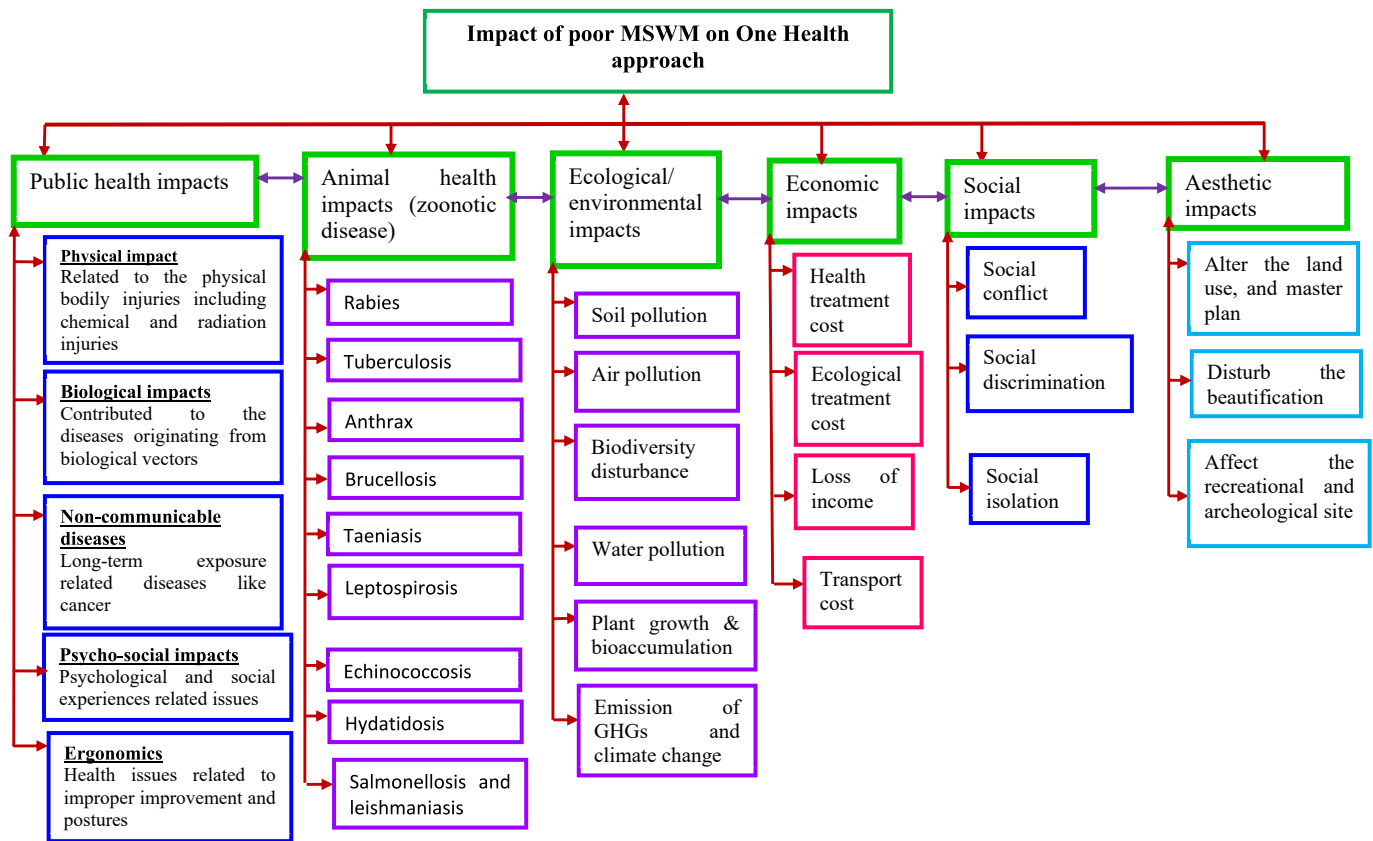 Impact of poor MSWM on One Health
approach
Public health impacts
Physical impact
Related to the physical
bodily injuries including
chemical and radiation
injuries
Biological impacts
Contributed to the
diseases originating from
biological vectors
Non-communicable
diseases
Long-term exposure
related diseases like
cancer
Psycho-social impacts
Psychological and social
experiences related issues
Ergonomics
Health issues related to
improper improvement and
postures
Animal health
impacts (zoonotic
disease)
Rabies
Tuberculosis
Anthrax
Brucellosis
Taeniasis
Leptospirosis
Echinococcosis
Hydatidosis
Salmonellosis and
leishmaniasis
Ecological/
environmental
impacts
Soil pollution
Air pollution
Biodiversity
disturbance
Water pollution
Plant growth &
bioaccumulation
Emission of
GHGs and
climate change
Economic
impacts
Health
treatment
cost
Ecological
treatment
cost
Loss of
income
Transport
cost
Social
impacts
Social
conflict
Social
discrimination
Social
isolation
Aesthetic
impacts
Alter the land
use, and master
plan
Disturb the
beautification
Affect the
recreational and
archeological site